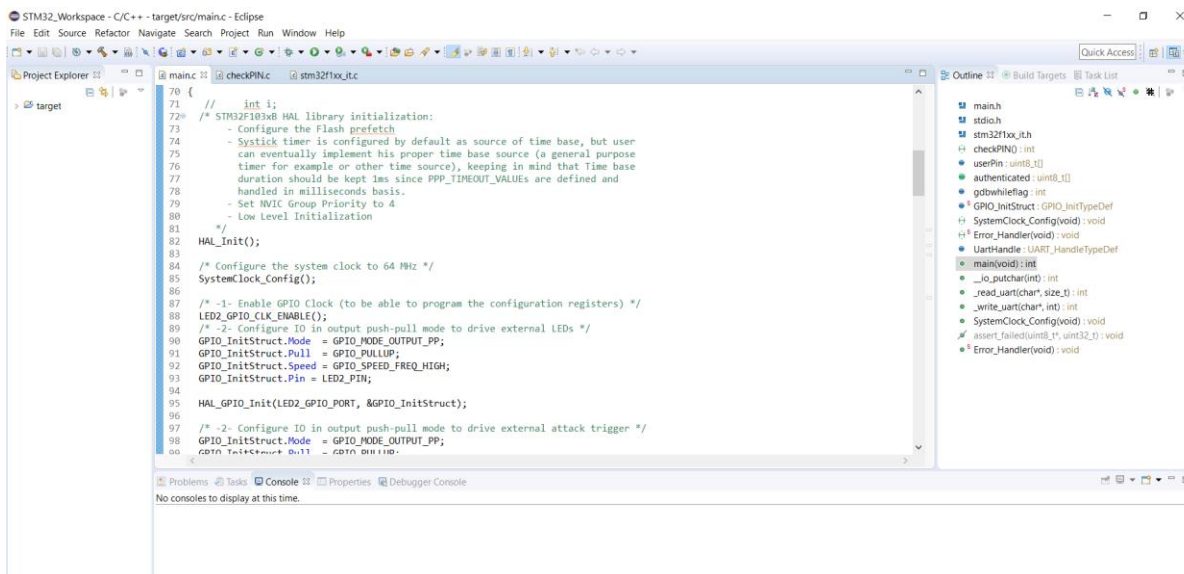 STM32_Workspace - C/C++ - target/src/main.c - Eclipse
File Edit Source Refactor Navigate Search Project Run Window Help
Quick Access
Project Explorer
target
main.c checkPIN.c stm32f1xx_it.c
70 {
71 // int i;
72 /* STM32F103xB HAL library initialization:
73 - Configure the Flash prefetch
74 - Systick timer is configured by default as source of time base, but user
75 can eventually implement his proper time base source (a general purpose
76 timer for example or other time source), keeping in mind that Time base
77 duration should be kept 1ms since PPP_TIMEOUT_VALUEs are defined and
78 handled in milliseconds basis.
79 - Set NVIC Group Priority to 4
80 - Low Level Initialization
81 */
82 HAL_Init();
83
84 /* Configure the system clock to 64 MHz */
85 SystemClock_Config();
86
87 /* -1- Enable GPIO Clock (to be able to program the configuration registers) */
88 LED2_GPIO_CLK_ENABLE();
89 /* -2- Configure IO in output push-pull mode to drive external LEDs */
90 GPIO_InitStruct.Mode = GPIO_MODE_OUTPUT_PP;
91 GPIO_InitStruct.Pull = GPIO_PULLUP;
92 GPIO_InitStruct.Speed = GPIO_SPEED_FREQ_HIGH;
93 GPIO_InitStruct.Pin = LED2_PIN;
94
95 HAL_GPIO_Init(LED2_GPIO_PORT, &GPIO_InitStruct);
96
97 /* -2- Configure IO in output push-pull mode to drive external attack trigger */
98 GPIO_InitStruct.Mode = GPIO_MODE_OUTPUT_PP;
99 GPIO_InitStruct.Pull = GPIO_PULLUP;
Outline Build Targets Task List
main.h
stdio.h
stm32f1xx_it.h
checkPIN() : int
userPin : uint8_t[]
authenticated : uint8_t[]
gdbwhileflag : int
GPIO_InitStruct : GPIO_InitTypeDef
SystemClock_Config(void) : void
Error_Handler(void) : void
UartHandle : UART_HandleTypeDef
main(void) : int
__io_putchar(int) : int
_read_uart(char*, size_t) : int
_write_uart(char*, int) : int
SystemClock_Config(void) : void
assert_failed(uint8_t*, uint32_t) : void
Error_Handler(void) : void
Problems Tasks Console Properties Debugger Console
No consoles to display at this time.